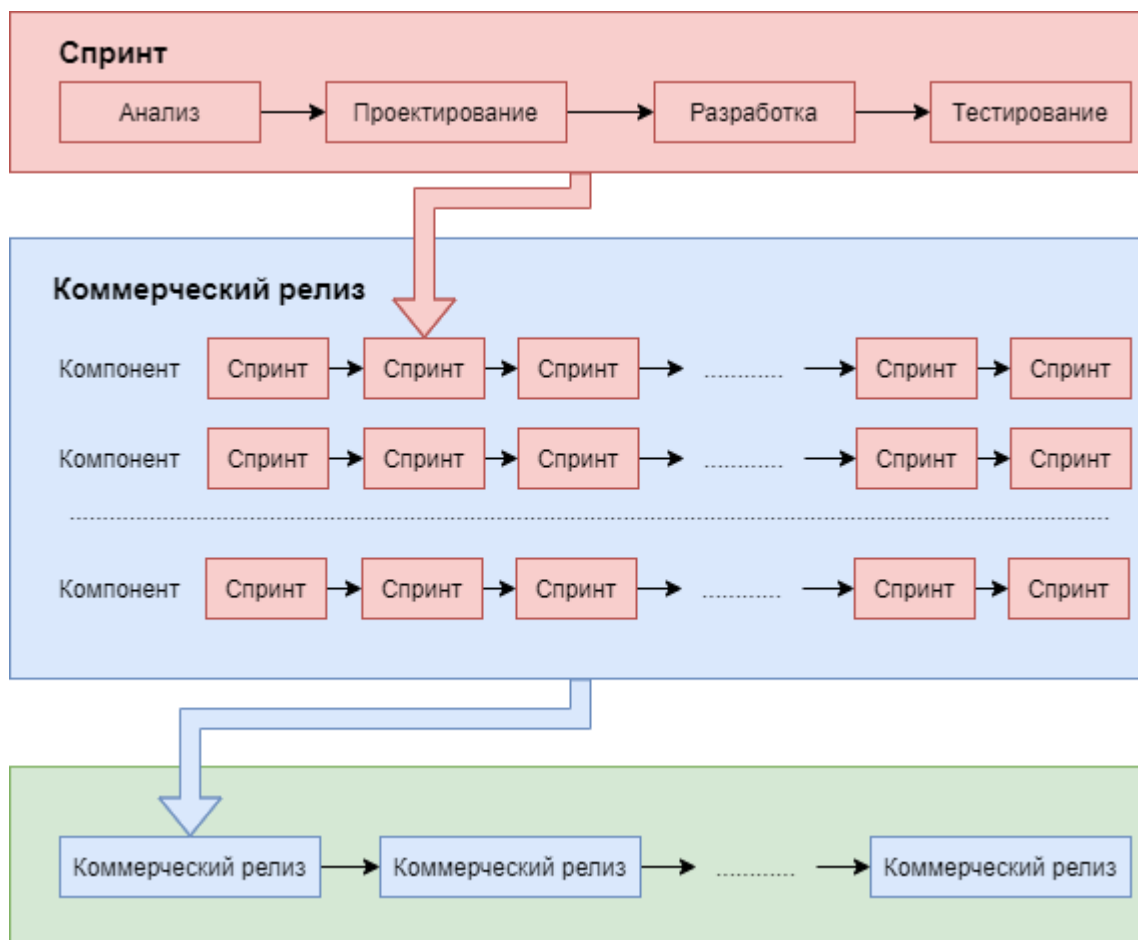 Спринт
Анализ Проектирование Разработка Тестирование
Коммерческий релиз
Компонент Спринт Спринт Спринт ............ Спринт Спринт
Компонент Спринт Спринт Спринт ............ Спринт Спринт
Компонент Спринт Спринт Спринт ............ Спринт Спринт
Коммерческий релиз Коммерческий релиз ............ Коммерческий релиз